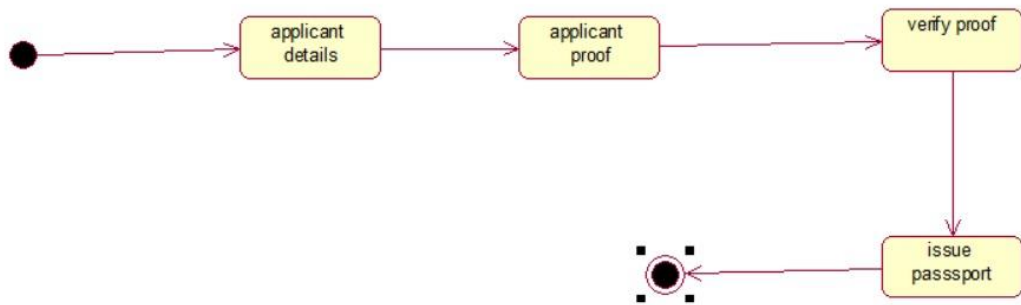 applicant
details
applicant
proof
verify proof
issue
passsport